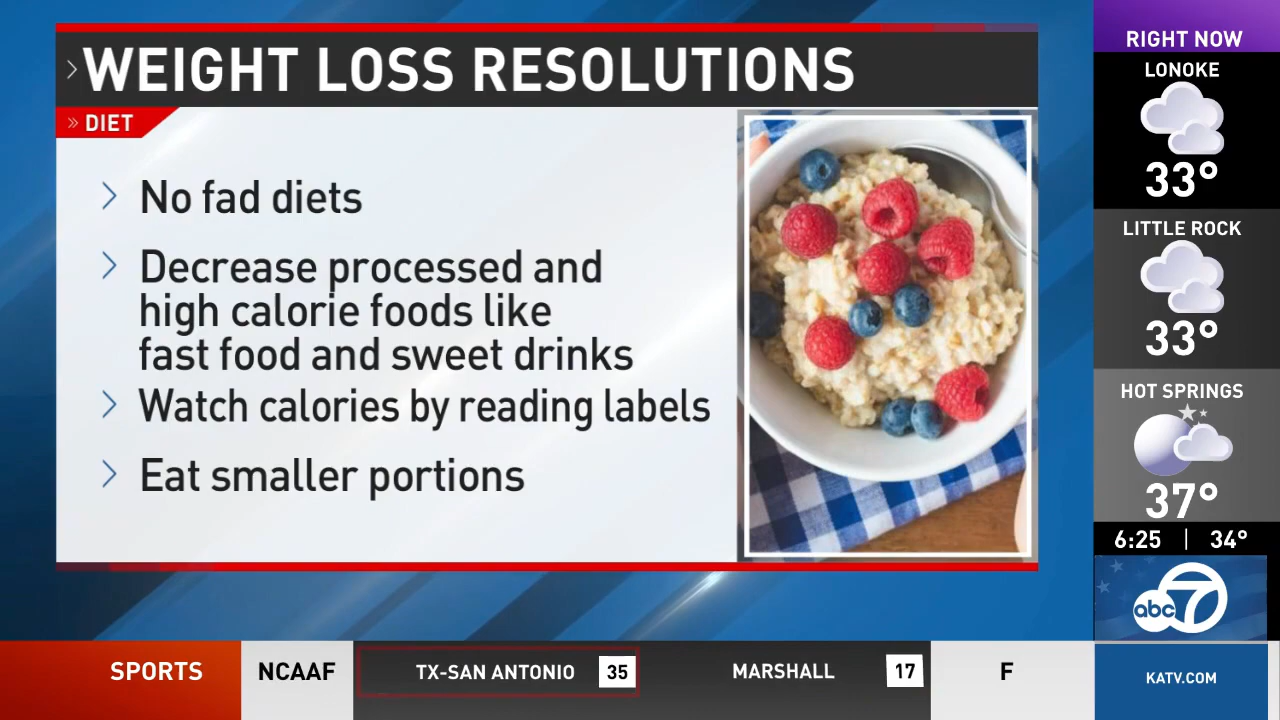 WEIGHT LOSS RESOLUTIONS
DIET
No fad diets
Decrease processed and
high calorie foods like
fast food and sweet drinks
Watch calories by reading labels
Eat smaller portions
RIGHT NOW
LONOKE
33°
LITTLE ROCK
33°
HOT SPRINGS
37°
6:25 | 34°
abc 7
SPORTS NCAAF TX-SAN ANTONIO 35 MARSHALL 17 F
KATV.COM